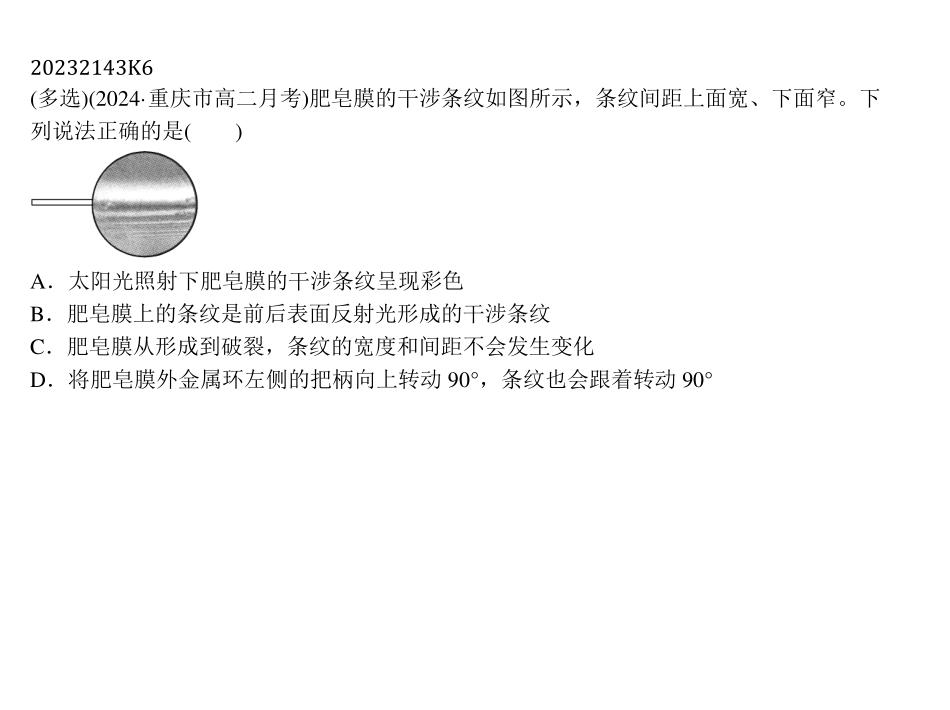 20232143K6
(多选)(2024·重庆市高二月考)肥皂膜的干涉条纹如图所示，条纹间距上面宽、下面窄。下
列说法正确的是(　　)
A．太阳光照射下肥皂膜的干涉条纹呈现彩色
B．肥皂膜上的条纹是前后表面反射光形成的干涉条纹
C．肥皂膜从形成到破裂，条纹的宽度和间距不会发生变化
D．将肥皂膜外金属环左侧的把柄向上转动 90°，条纹也会跟着转动 90°